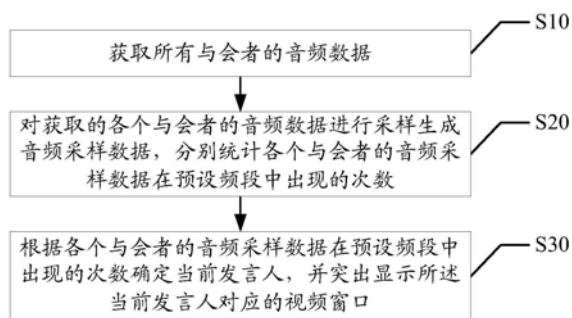 获取所有与会者的音频数据
S10
对获取的各个与会者的音频数据进行采样生成
音频采样数据，分别统计各个与会者的音频采
样数据在预设频段中出现的次数
S20
根据各个与会者的音频采样数据在预设频段中
出现的次数确定当前发言人，并突出显示所述
当前发言人对应的视频窗口
S30